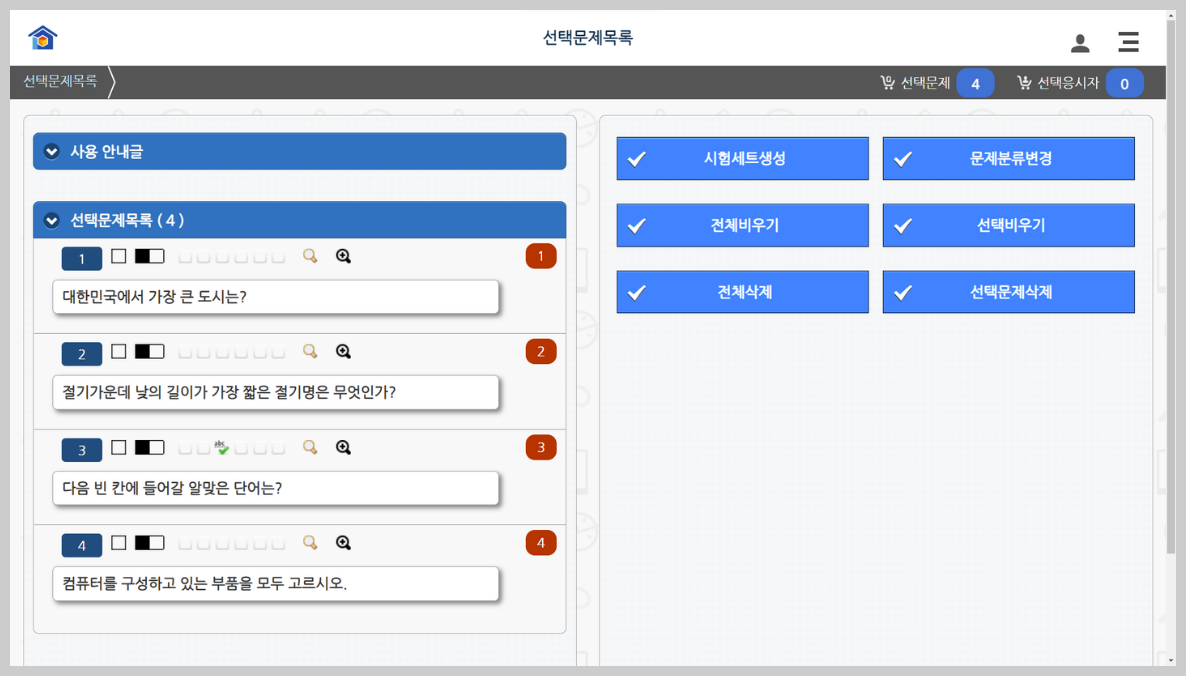 선택문제목록
선택문제목록
선택문제 4
선택응시자 0
사용 안내글
선택문제목록 ( 4 )
1
1
대한민국에서 가장 큰 도시는?
2
2
절기가운데 낮의 길이가 가장 짧은 절기명은 무엇인가?
3
abc
3
다음 빈 칸에 들어갈 알맞은 단어는?
4
4
컴퓨터를 구성하고 있는 부품을 모두 고르시오.
시험세트생성
문제분류변경
전체비우기
선택비우기
전체삭제
선택문제삭제